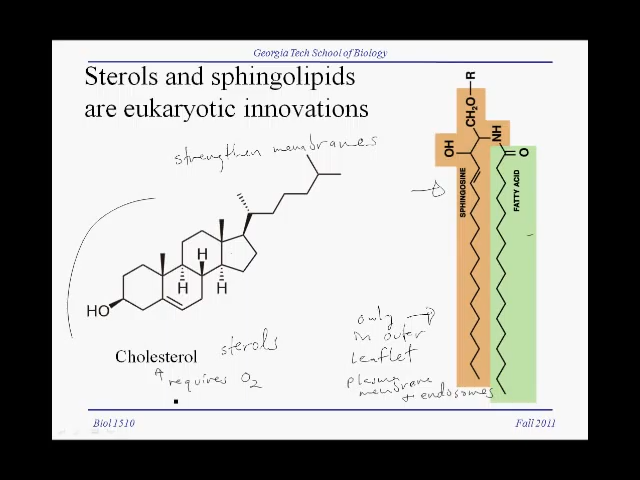 Georgia Tech School of Biology
Sterols and sphingolipids
are eukaryotic innovations
strengthen membranes
HO
H
H
H
H
Cholesterol
sterols
requires O2
only
in outer
leaflet
plasma
membrane
+ endosomes
R
CH2O
OH
NH
O
SPHINGOSINE
FATTY ACID
Biol 1510
Fall 2011